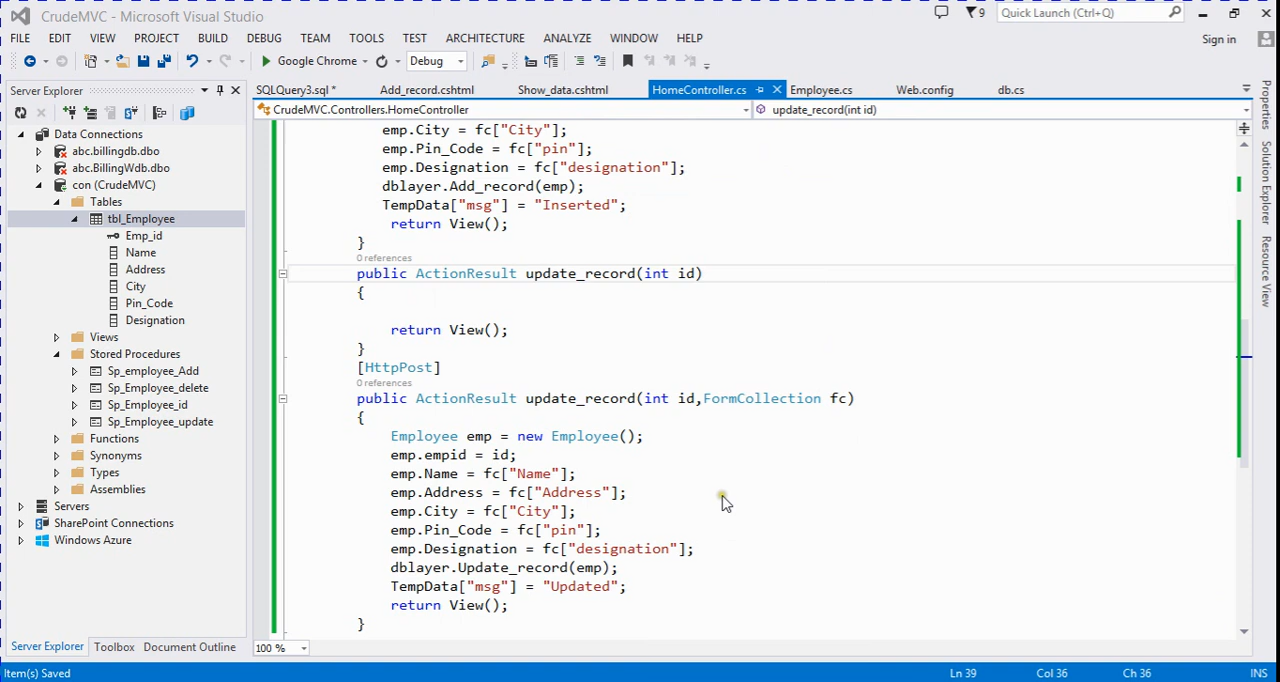 CrudeMVC - Microsoft Visual Studio
9
Quick Launch (Ctrl+Q)
FILE EDIT VIEW PROJECT BUILD DEBUG TEAM TOOLS TEST ARCHITECTURE ANALYZE WINDOW HELP
Sign in
Google Chrome
Debug
Server Explorer
SQLQuery3.sql * Add_record.cshtml Show_data.cshtml HomeController.cs Employee.cs Web.config db.cs
CrudeMVC.Controllers.HomeController
update_record(int id)
Data Connections
abc.billingdb.dbo
abc.BillingWdb.dbo
con (CrudeMVC)
Tables
tbl_Employee
Emp_id
Name
Address
City
Pin_Code
Designation
Views
Stored Procedures
Sp_employee_Add
Sp_Employee_delete
Sp_Employee_id
Sp_Employee_update
Functions
Synonyms
Types
Assemblies
Servers
SharePoint Connections
Windows Azure
Server Explorer Toolbox Document Outline
emp.City = fc["City"];
emp.Pin_Code = fc["pin"];
emp.Designation = fc["designation"];
dblayer.Add_record(emp);
TempData["msg"] = "Inserted";
return View();
}
0 references
public ActionResult update_record(int id)
{
return View();
}
[HttpPost]
0 references
public ActionResult update_record(int id,FormCollection fc)
{
Employee emp = new Employee();
emp.empid = id;
emp.Name = fc["Name"];
emp.Address = fc["Address"];
emp.City = fc["City"];
emp.Pin_Code = fc["pin"];
emp.Designation = fc["designation"];
dblayer.Update_record(emp);
TempData["msg"] = "Updated";
return View();
}
100 %
Properties
Solution Explorer
Resource View
Item(s) Saved
Ln 39 Col 36 Ch 36 INS